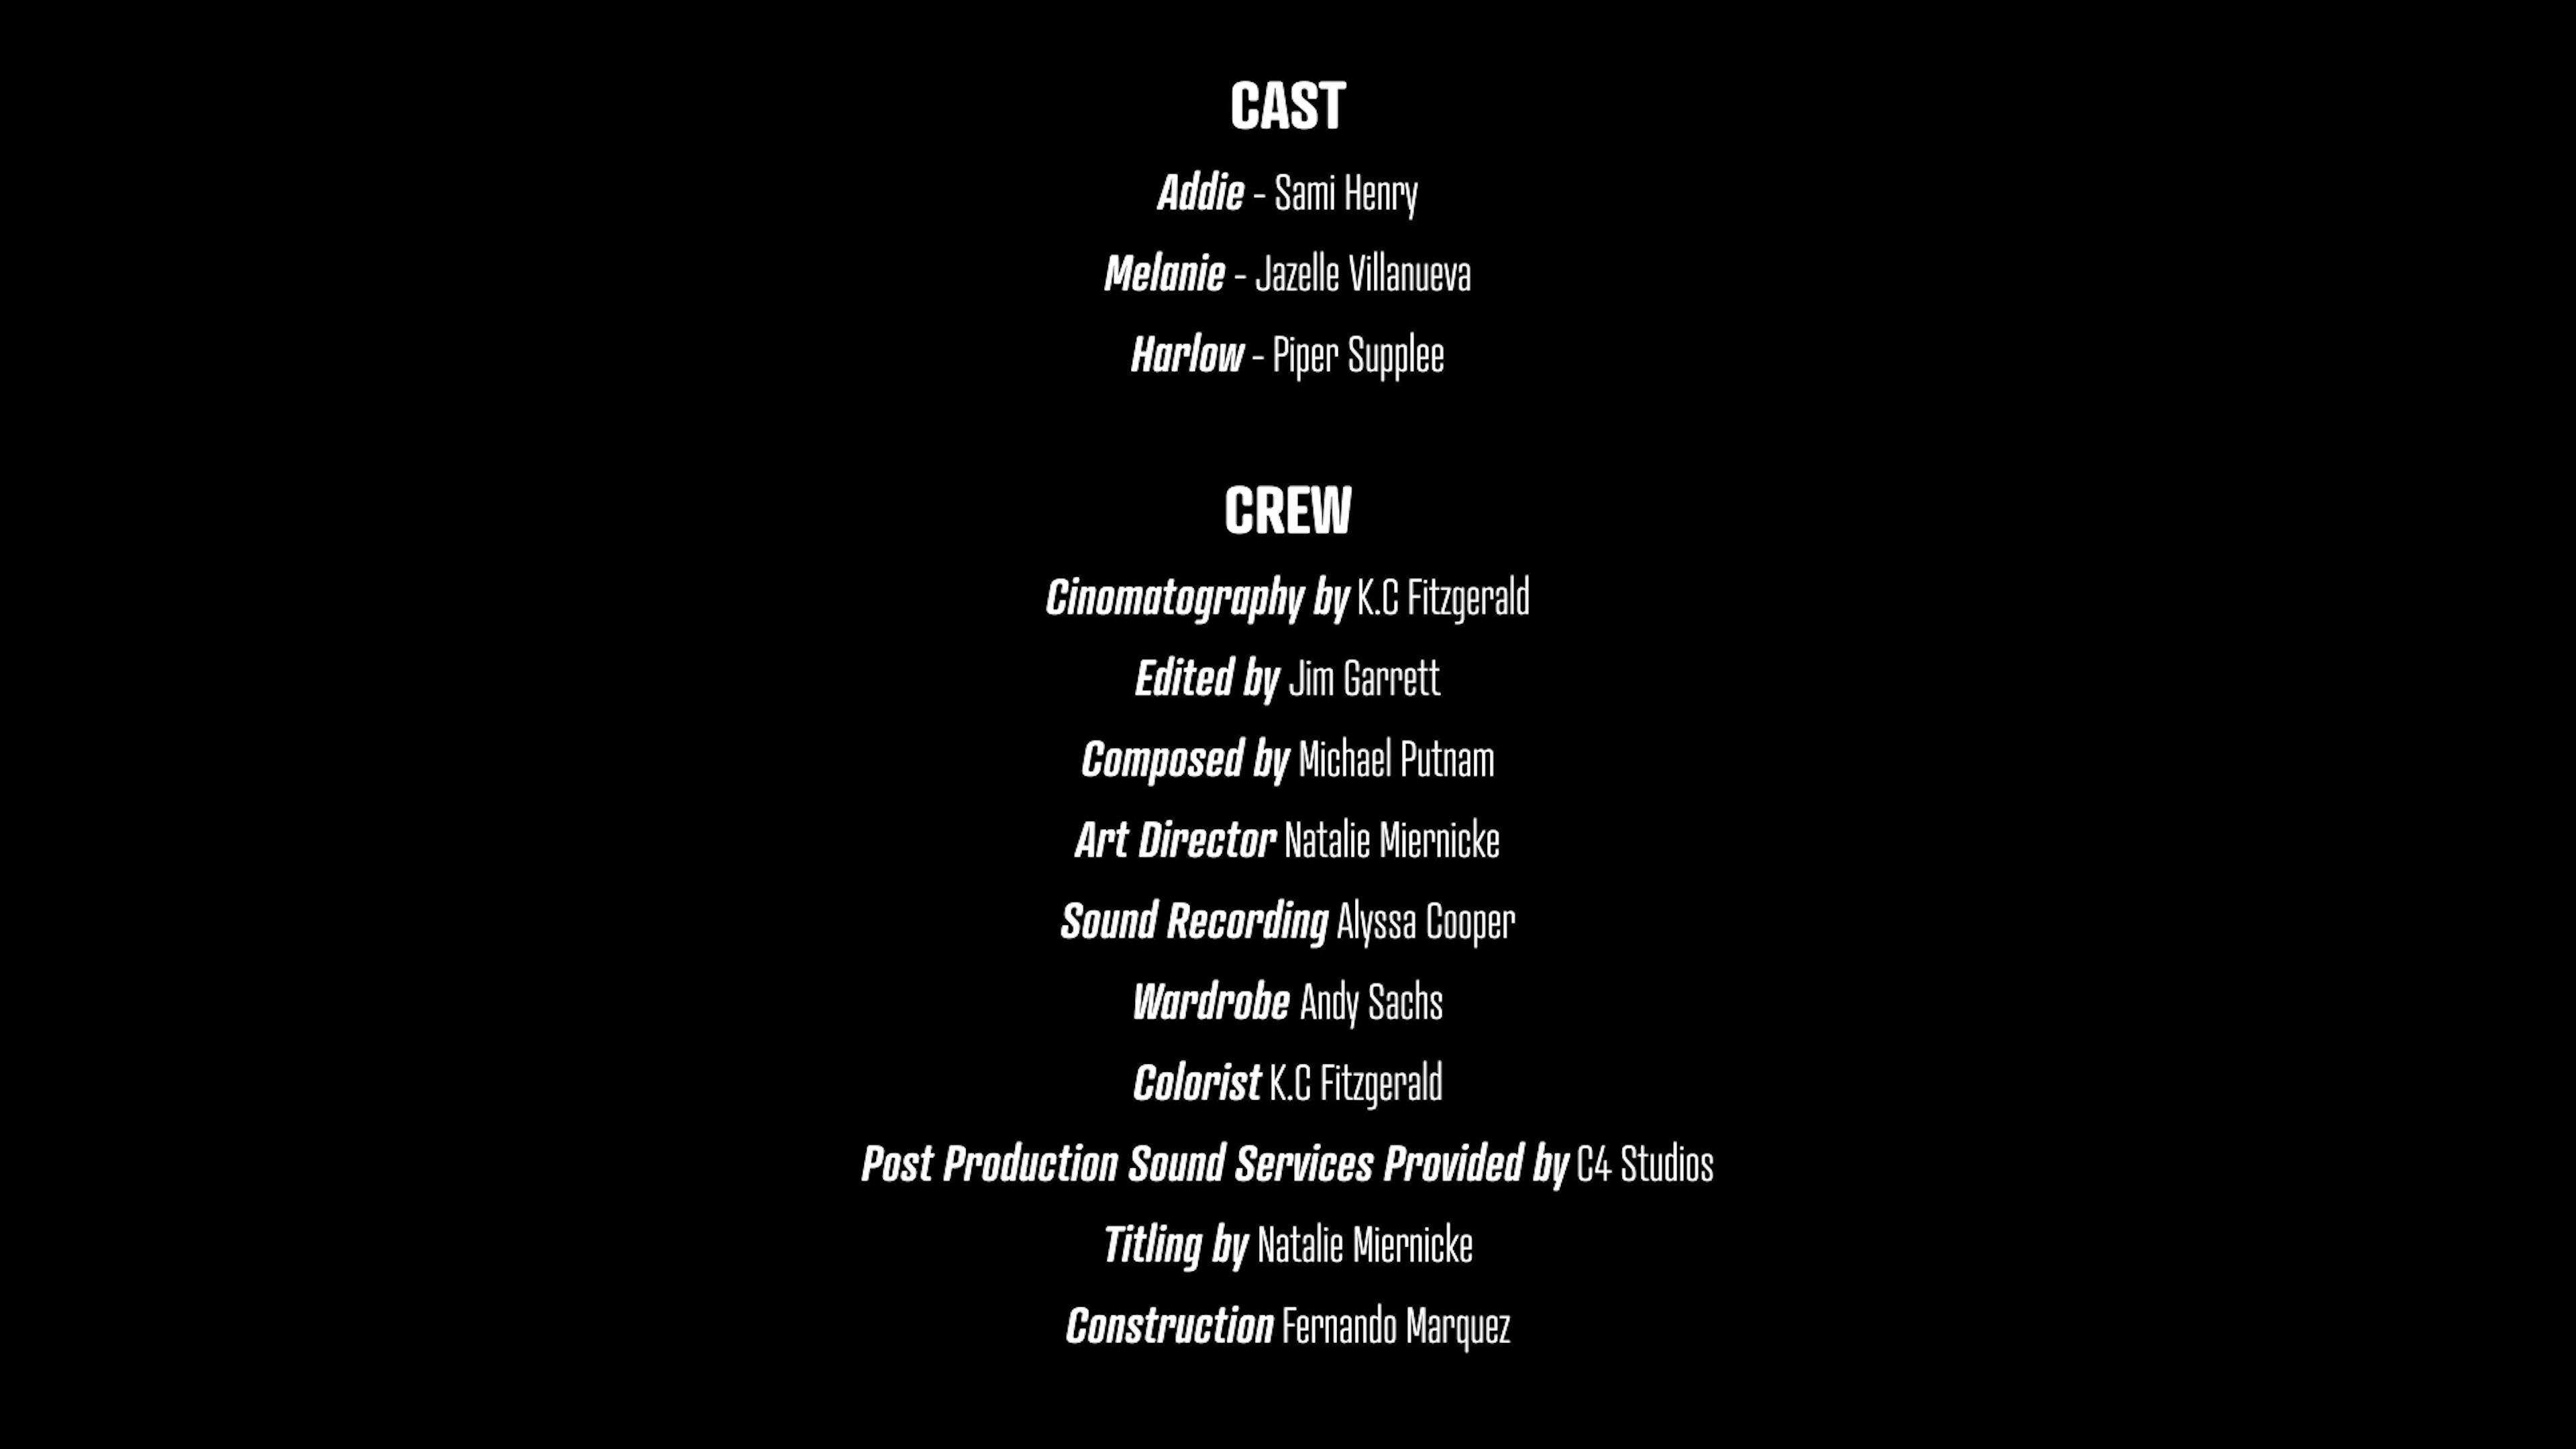 CAST
Addie - Sami Henry
Melanie - Jazelle Villanueva
Harlow - Piper Supplee
CREW
Cinomatography by K.C Fitzgerald
Edited by Jim Garrett
Composed by Michael Putnam
Art Director Natalie Miernicke
Sound Recording Alyssa Cooper
Wardrobe Andy Sachs
Colorist K.C Fitzgerald
Post Production Sound Services Provided by C4 Studios
Titling by Natalie Miernicke
Construction Fernando Marquez